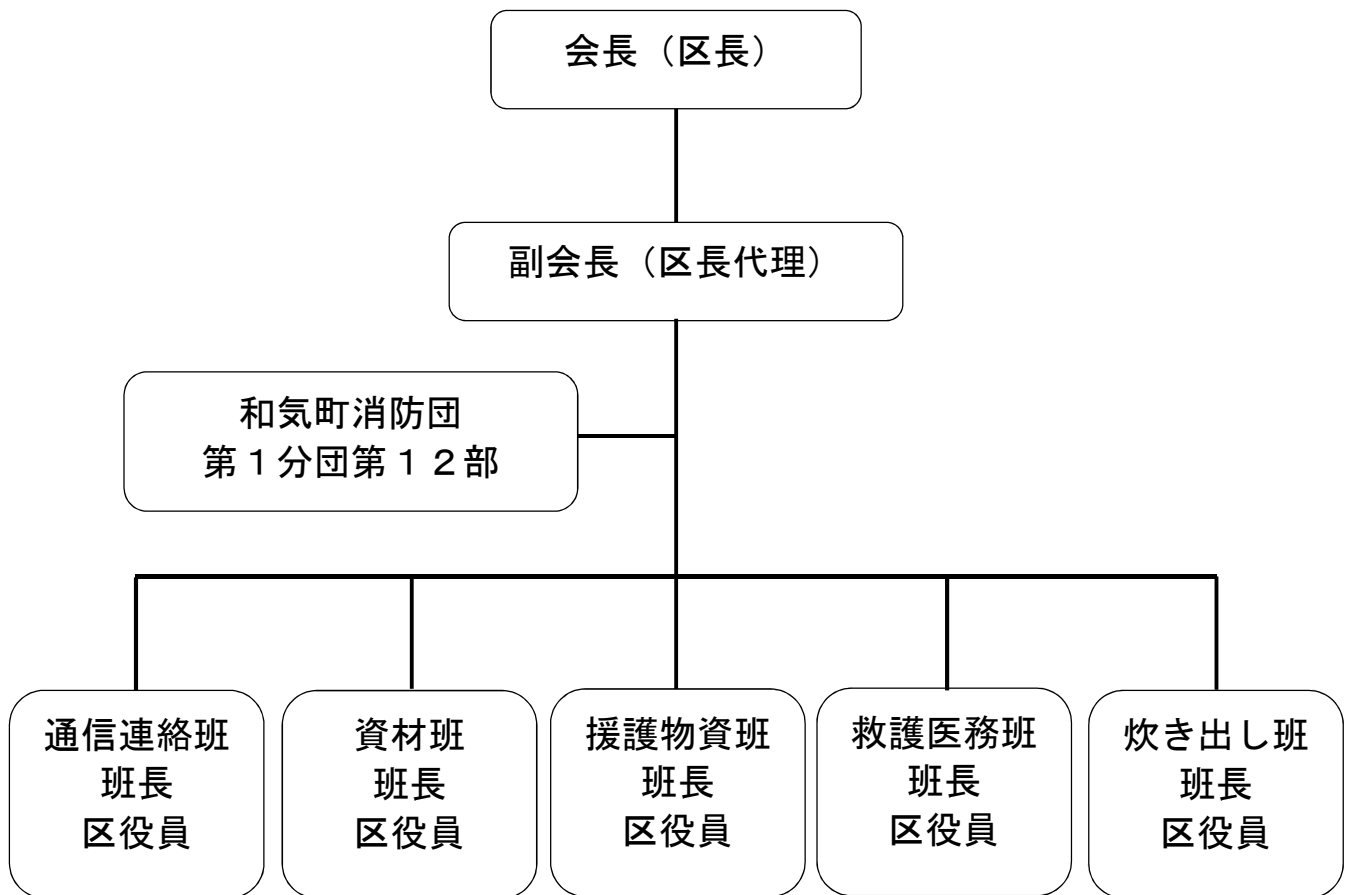 会長（区長）
副会長（区長代理）
和気町消防団
第１分団第１２部
通信連絡班
班長
区役員
資材班
班長
区役員
援護物資班
班長
区役員
救護医務班
班長
区役員
炊き出し班
班長
区役員